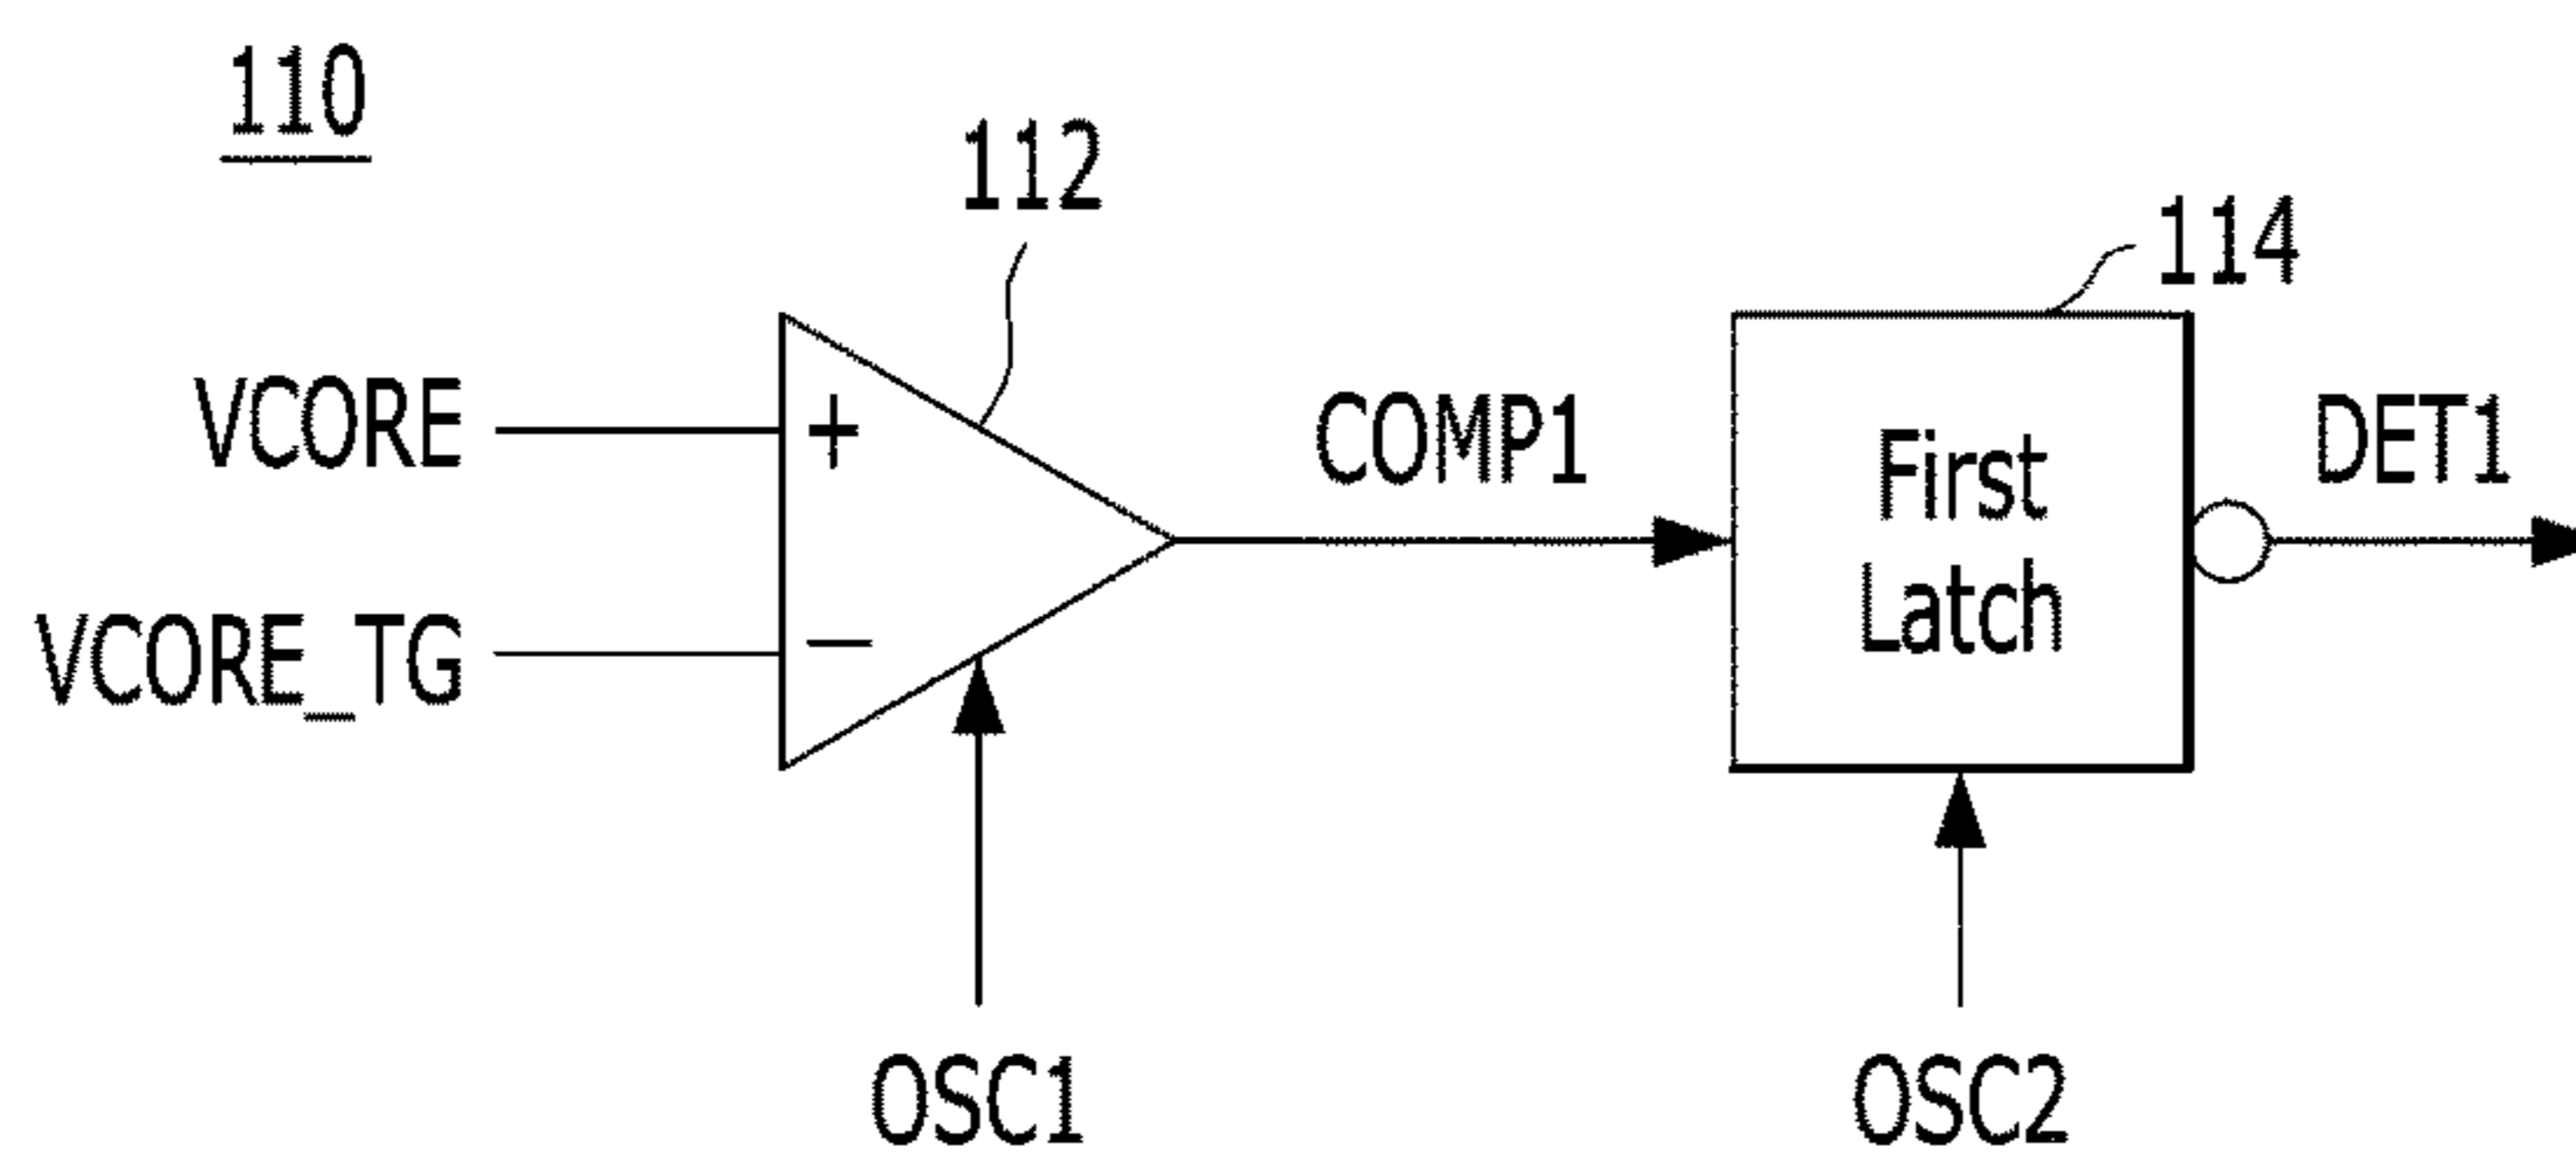 110
112
114
VCORE
+
COMP1
First
Latch
DET1
VCORE_TG
−
OSC1
OSC2